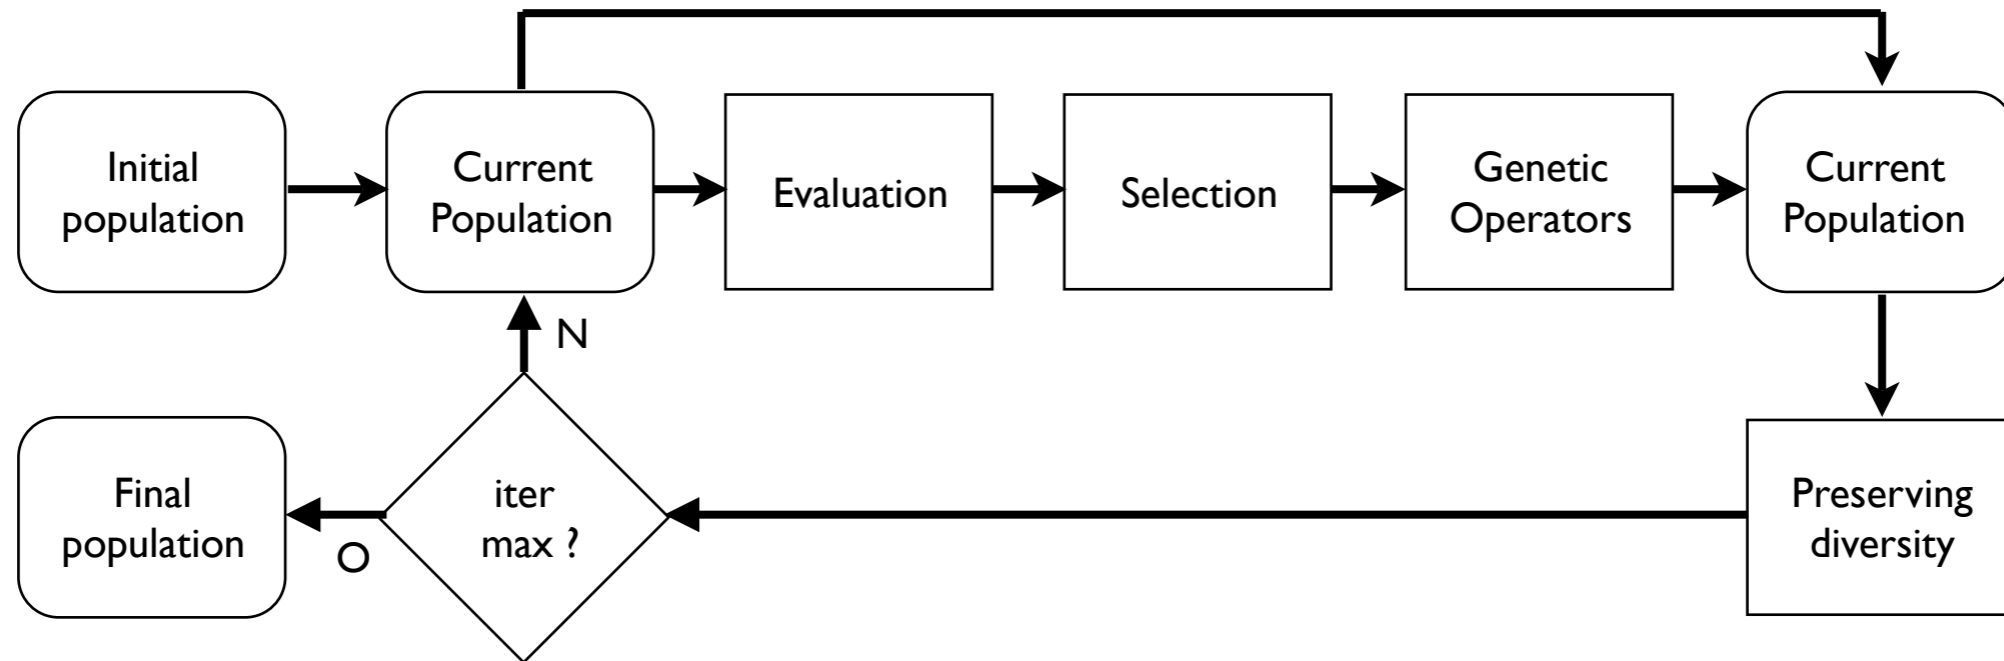 Initial
population
Current
Population
Evaluation
Selection
Genetic
Operators
Current
Population
N
Final
population
O
iter
max ?
Preserving
diversity